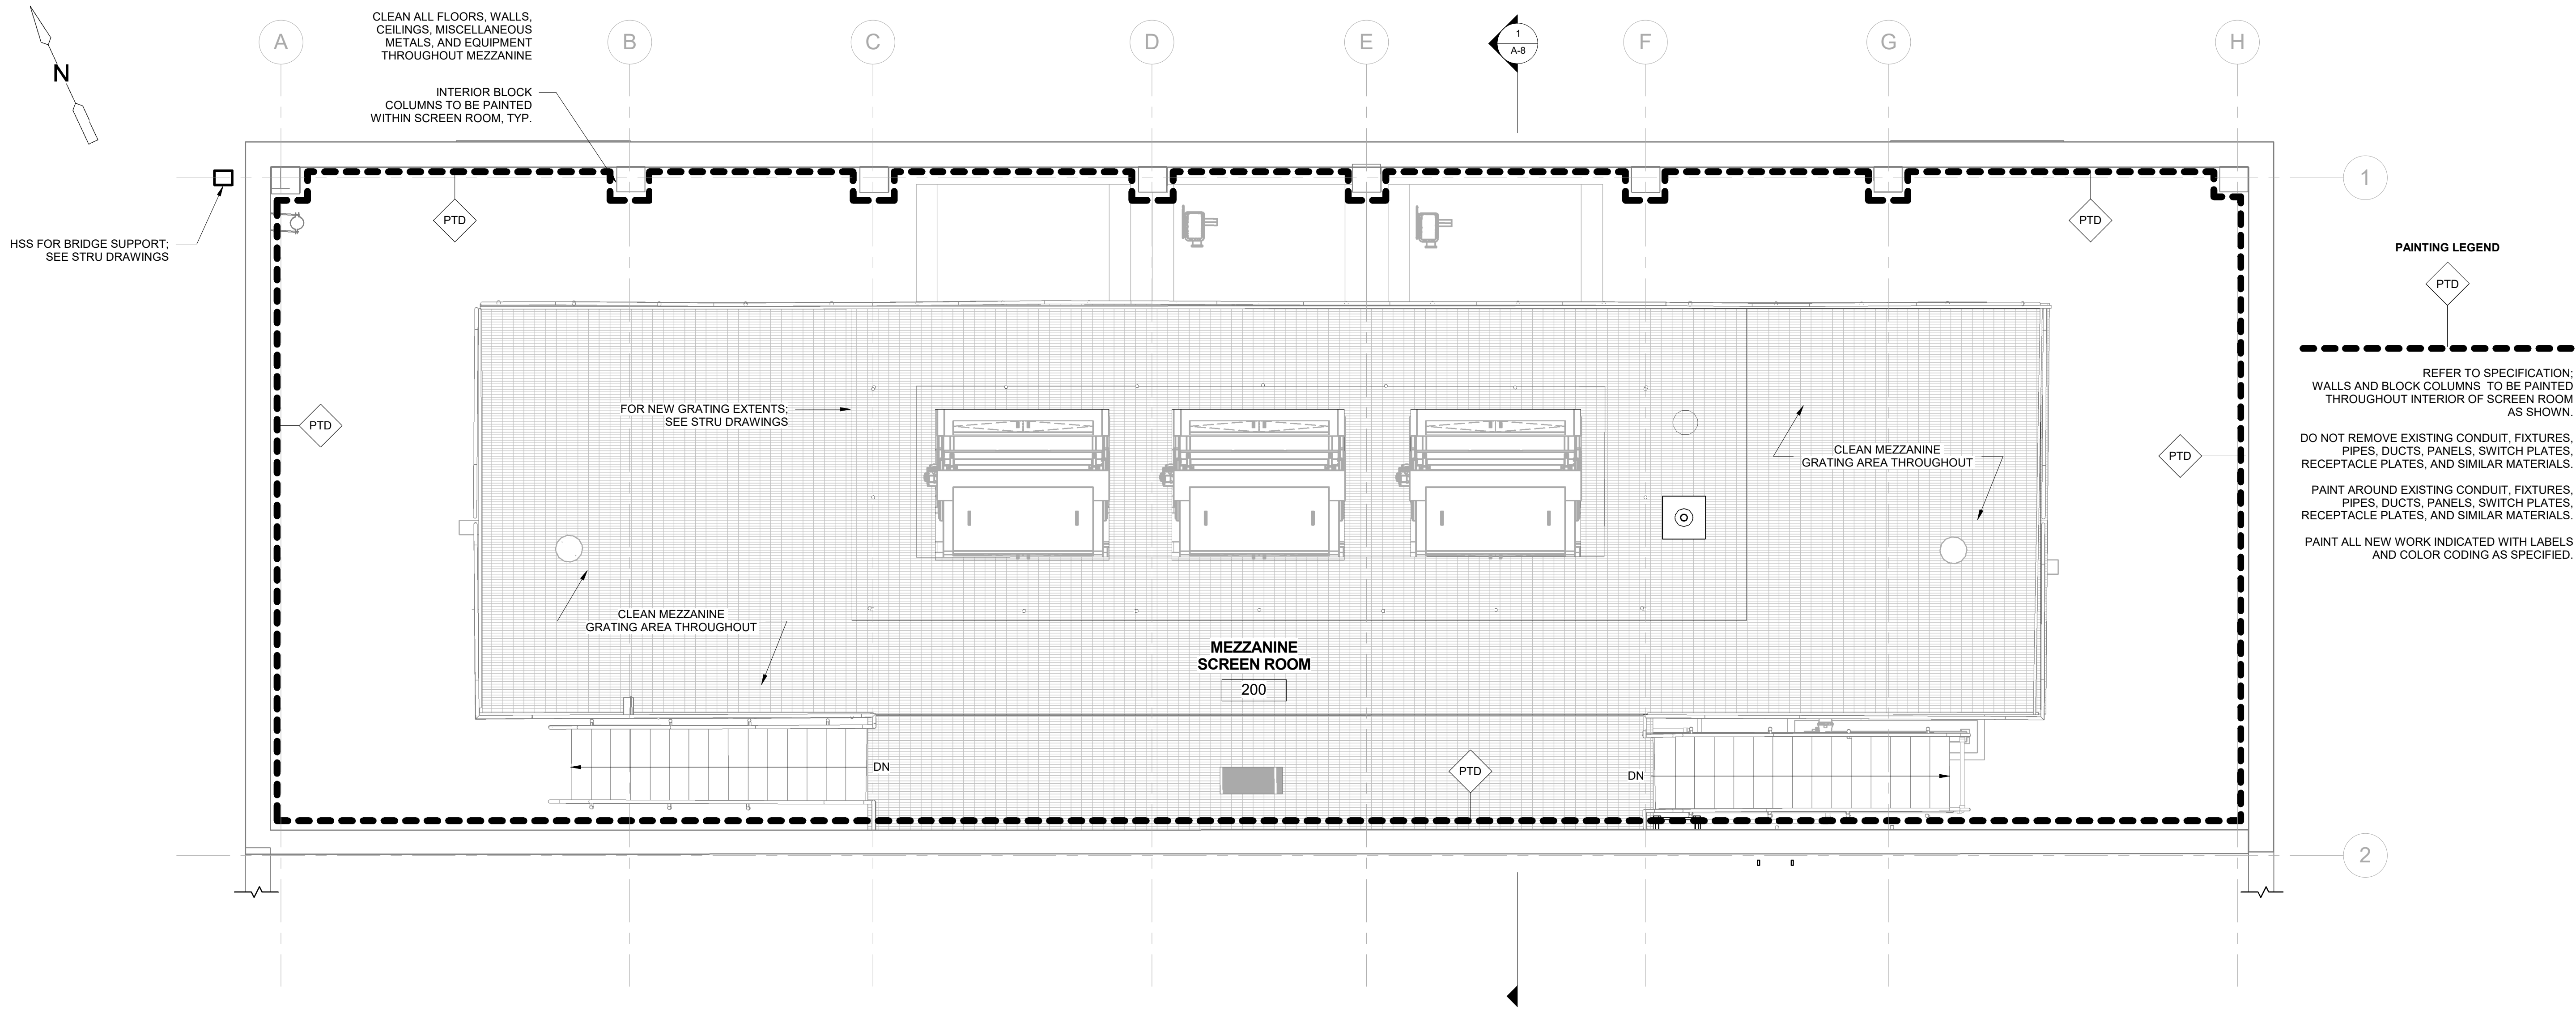 CLEAN ALL FLOORS, WALLS,
CEILINGS, MISCELLANEOUS
METALS, AND EQUIPMENT
THROUGHOUT MEZZANINE
A
B
C
D
E
1
A-8
F
G
H
N
INTERIOR BLOCK
COLUMNS TO BE PAINTED
WITHIN SCREEN ROOM, TYP.
1
PTD
PTD
HSS FOR BRIDGE SUPPORT;
SEE STRU DRAWINGS
PAINTING LEGEND
PTD
REFER TO SPECIFICATION;
WALLS AND BLOCK COLUMNS TO BE PAINTED
THROUGHOUT INTERIOR OF SCREEN ROOM
AS SHOWN.
DO NOT REMOVE EXISTING CONDUIT, FIXTURES,
PIPES, DUCTS, PANELS, SWITCH PLATES,
RECEPTACLE PLATES, AND SIMILAR MATERIALS.
PAINT AROUND EXISTING CONDUIT, FIXTURES,
PIPES, DUCTS, PANELS, SWITCH PLATES,
RECEPTACLE PLATES, AND SIMILAR MATERIALS.
PAINT ALL NEW WORK INDICATED WITH LABELS
AND COLOR CODING AS SPECIFIED.
FOR NEW GRATING EXTENTS;
SEE STRU DRAWINGS
PTD
CLEAN MEZZANINE
GRATING AREA THROUGHOUT
PTD
CLEAN MEZZANINE
GRATING AREA THROUGHOUT
MEZZANINE
SCREEN ROOM
200
DN
PTD
DN
2